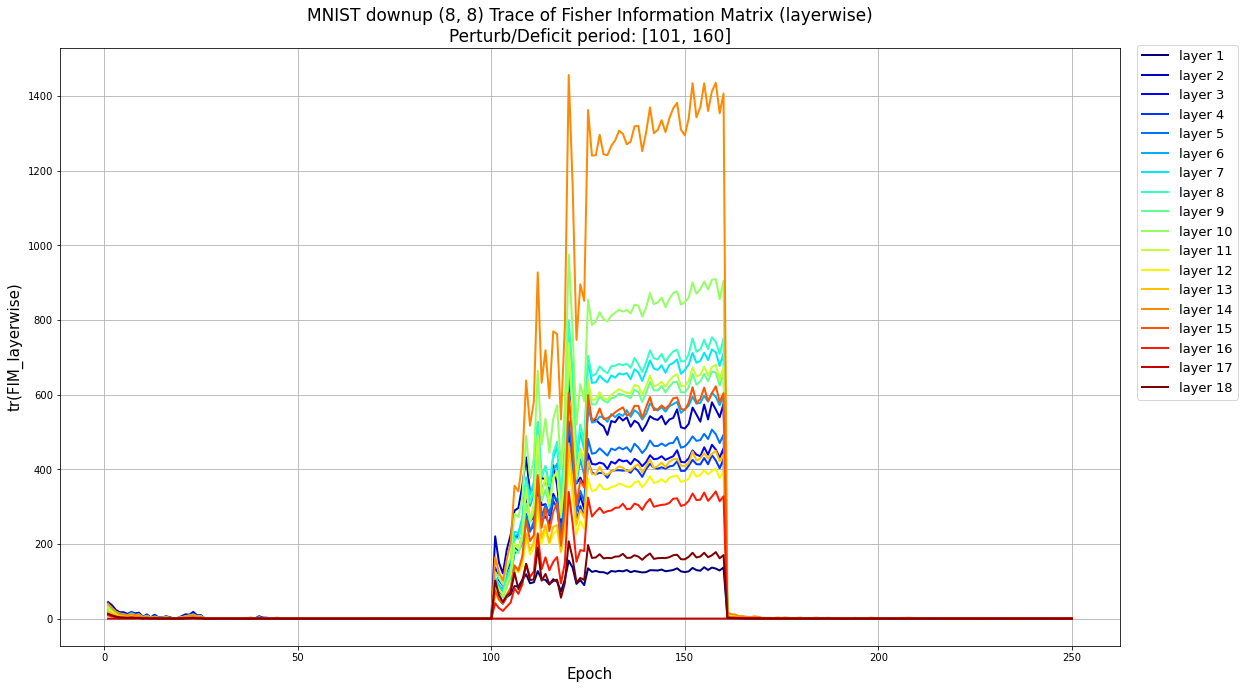 MNIST downup (8, 8) Trace of Fisher Information Matrix (layerwise)
Perturb/Deficit period: [101, 160]
tr(FIM_layerwise)
1400
1200
1000
800
600
400
200
0
0
50
100
150
200
250
Epoch
layer 1
layer 2
layer 3
layer 4
layer 5
layer 6
layer 7
layer 8
layer 9
layer 10
layer 11
layer 12
layer 13
layer 14
layer 15
layer 16
layer 17
layer 18